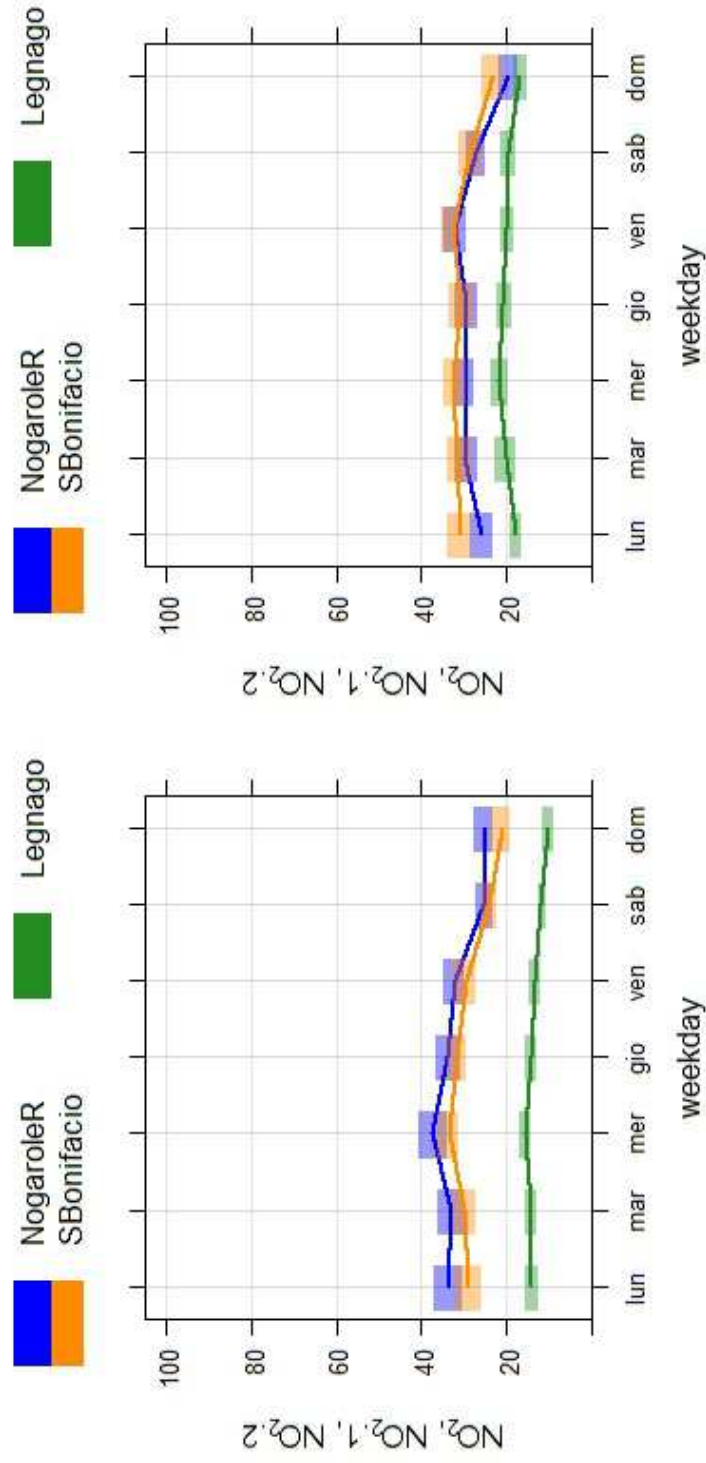 NogaroleR Legnago
SBonifacio
NO2, NO2.1, NO2.2
100
80
60
40
20
lun mar mer gio ven sab dom
weekday
NogaroleR Legnago
SBonifacio
NO2, NO2.1, NO2.2
100
80
60
40
20
lun mar mer gio ven sab dom
weekday